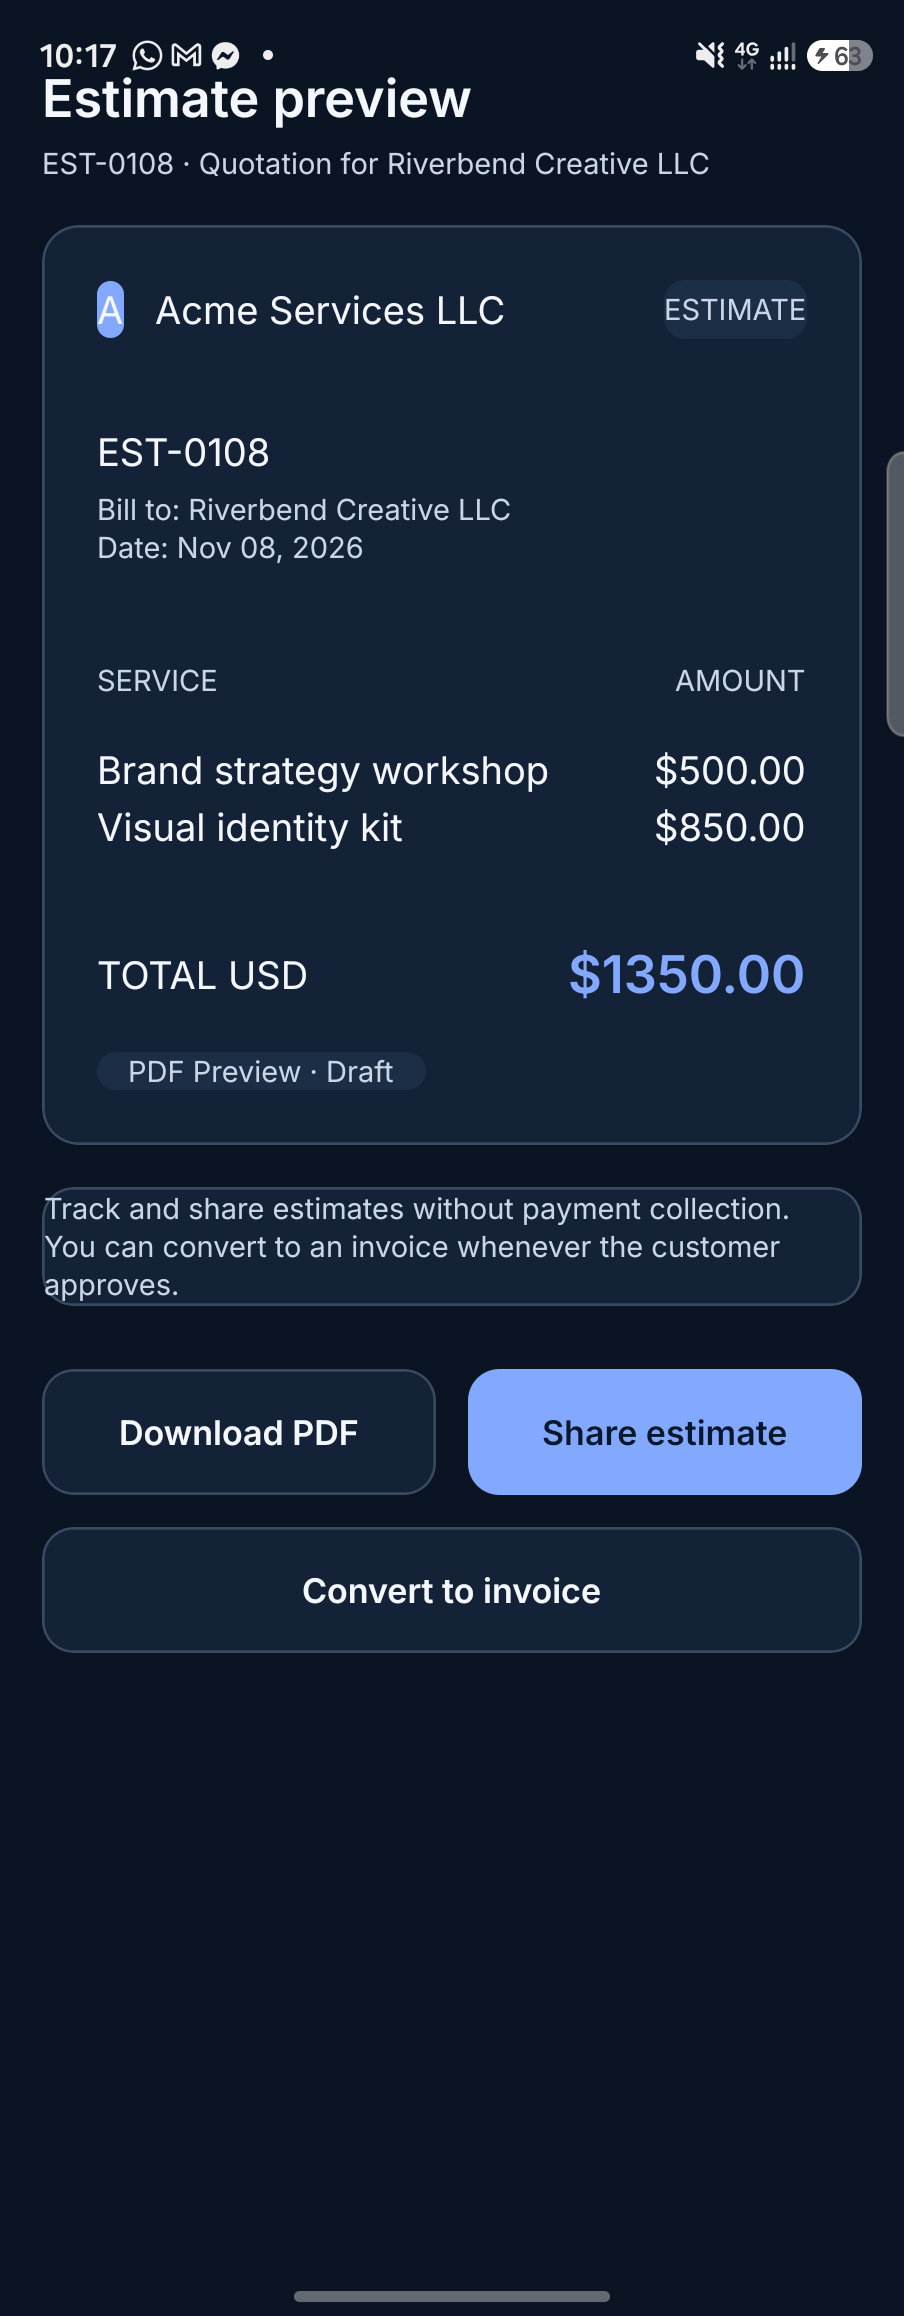 10:17
4G
63
Estimate preview
EST-0108 · Quotation for Riverbend Creative LLC
A Acme Services LLC ESTIMATE
EST-0108
Bill to: Riverbend Creative LLC
Date: Nov 08, 2026
SERVICE AMOUNT
Brand strategy workshop $500.00
Visual identity kit $850.00
TOTAL USD $1350.00
PDF Preview · Draft
Track and share estimates without payment collection.
You can convert to an invoice whenever the customer
approves.
Download PDF Share estimate
Convert to invoice